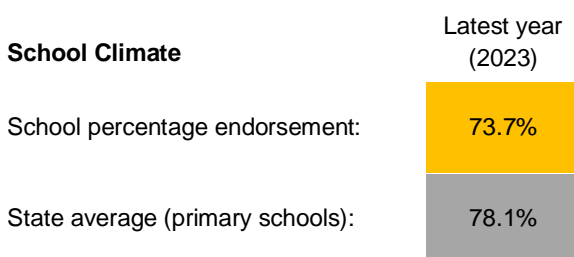 Latest year
(2023)
School Climate
School percentage endorsement: 73.7%
State average (primary schools): 78.1%